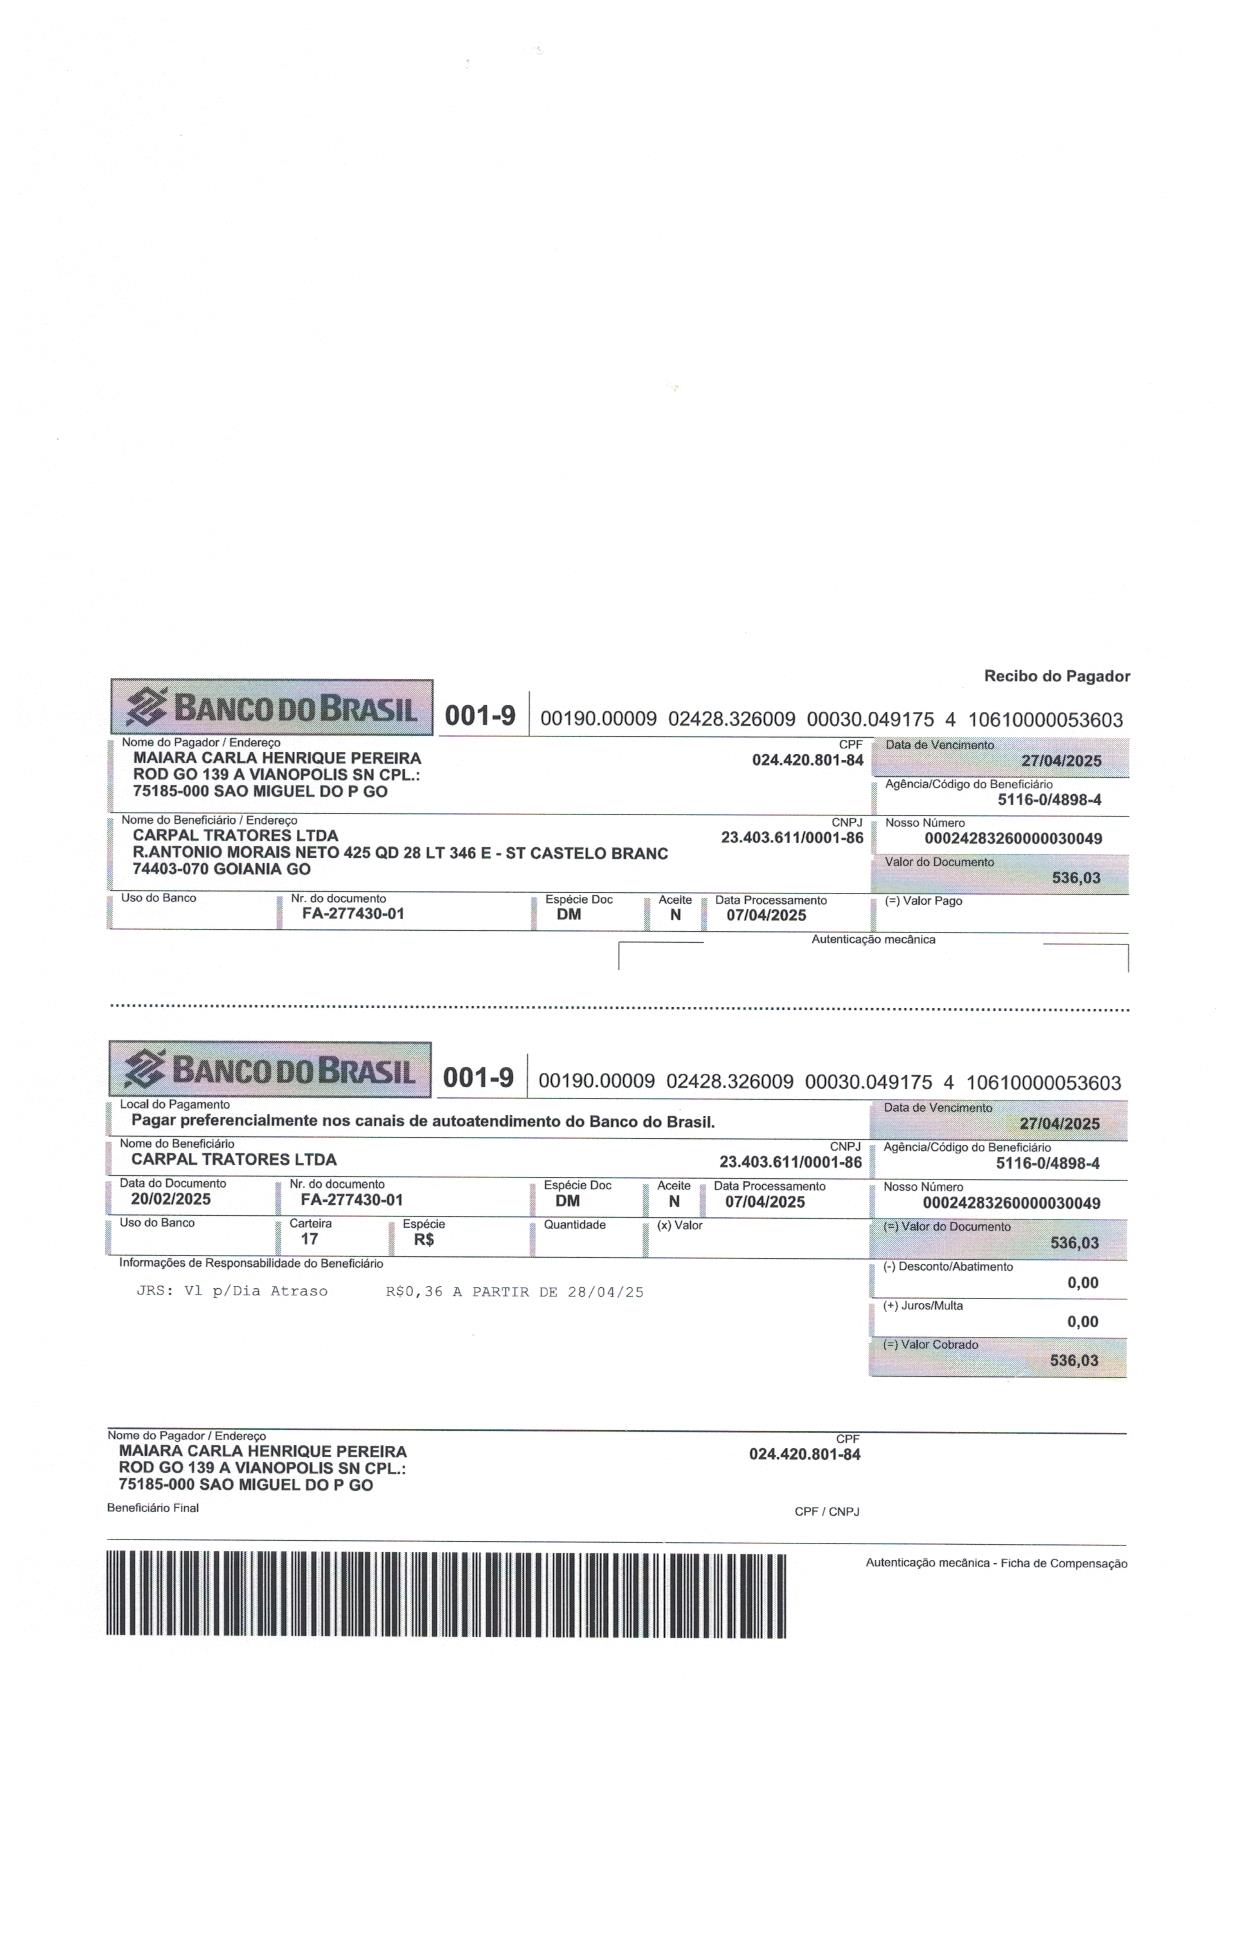 Recibo do Pagador
BANCO DO BRASIL 001-9 00190.00009 02428.326009 00030.049175 4 10610000053603
Nome do Pagador / Endereço CPF Data de Vencimento
MAIARA CARLA HENRIQUE PEREIRA 024.420.801-84 27/04/2025
ROD GO 139 A VIANOPOLIS SN CPL.:
75185-000 SAO MIGUEL DO P GO
Agência/Código do Beneficiário
5116-0/4898-4
Nome do Beneficiário / Endereço CNPJ Nosso Número
CARPAL TRATORES LTDA 23.403.611/0001-86 00024283260000030049
R.ANTONIO MORAIS NETO 425 QD 28 LT 346 E - ST CASTELO BRANC
74403-070 GOIANIA GO
Valor do Documento
536,03
Uso do Banco Nr. do documento Espécie Doc Aceite Data Processamento (=) Valor Pago
FA-277430-01 DM N 07/04/2025
Autenticação mecânica
BANCO DO BRASIL 001-9 00190.00009 02428.326009 00030.049175 4 10610000053603
Local do Pagamento Data de Vencimento
Pagar preferencialmente nos canais de autoatendimento do Banco do Brasil. 27/04/2025
Nome do Beneficiário CNPJ Agência/Código do Beneficiário
CARPAL TRATORES LTDA 23.403.611/0001-86 5116-0/4898-4
Data do Documento Nr. do documento Espécie Doc Aceite Data Processamento Nosso Número
20/02/2025 FA-277430-01 DM N 07/04/2025 00024283260000030049
Uso do Banco Carteira Espécie Quantidade (x) Valor (=) Valor do Documento
17 R$ 536,03
Informações de Responsabilidade do Beneficiário (-) Desconto/Abatimento
JRS: Vl p/Dia Atraso R$0,36 A PARTIR DE 28/04/25 0,00
(+) Juros/Multa
0,00
(=) Valor Cobrado
536,03
Nome do Pagador / Endereço CPF
MAIARA CARLA HENRIQUE PEREIRA 024.420.801-84
ROD GO 139 A VIANOPOLIS SN CPL.:
75185-000 SAO MIGUEL DO P GO
Beneficiário Final CPF / CNPJ
Autenticação mecânica - Ficha de Compensação